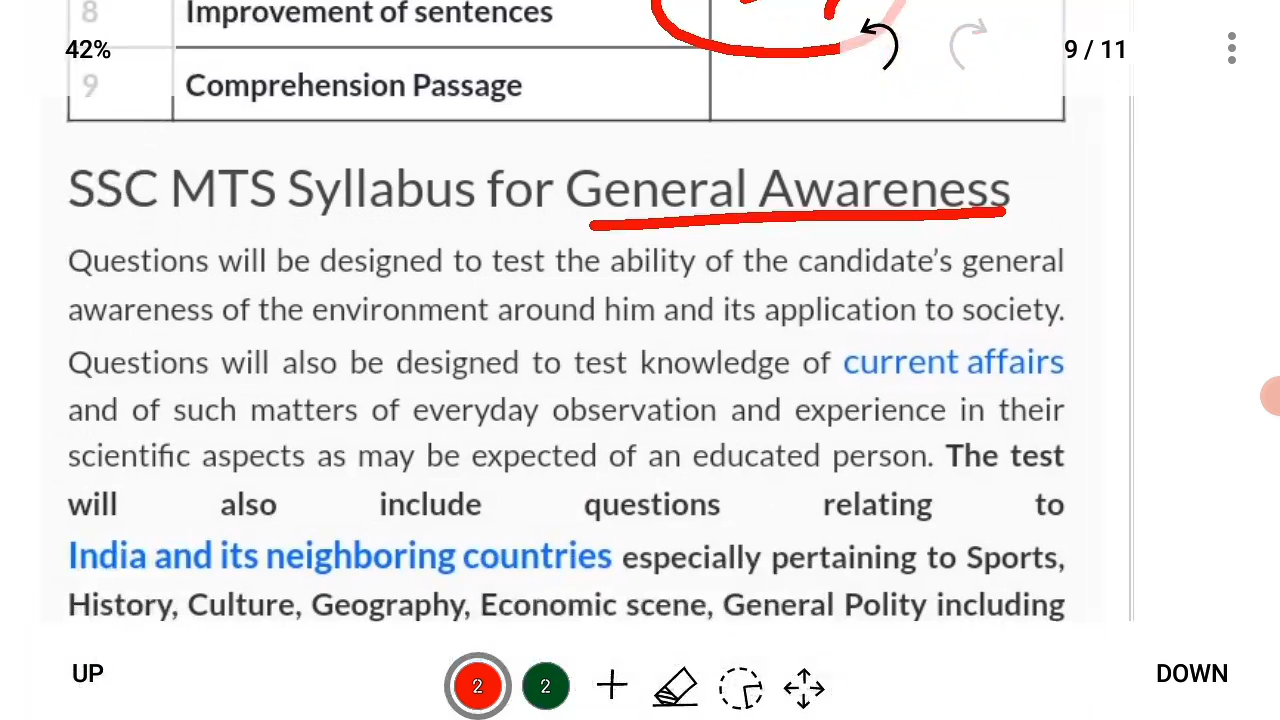 8 Improvement of sentences
42%
9 / 11
9 Comprehension Passage
SSC MTS Syllabus for General Awareness
Questions will be designed to test the ability of the candidate’s general
awareness of the environment around him and its application to society.
Questions will also be designed to test knowledge of current affairs
and of such matters of everyday observation and experience in their
scientific aspects as may be expected of an educated person. The test
will also include questions relating to
India and its neighboring countries especially pertaining to Sports,
History, Culture, Geography, Economic scene, General Polity including
UP
2
2
DOWN